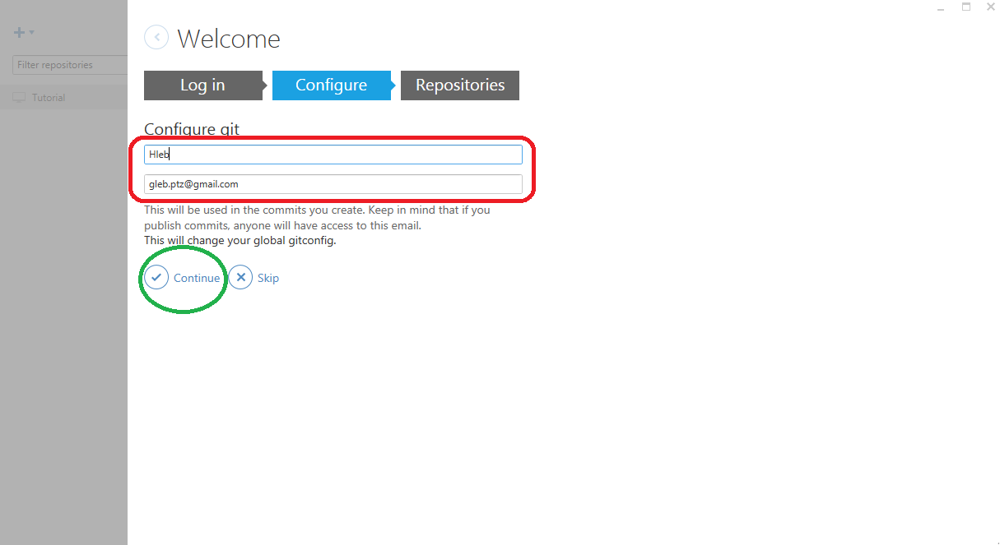 Welcome
Filter repositories
Log in
Configure
Repositories
Tutorial
Configure git
Hleb
gleb.ptz@gmail.com
This will be used in the commits you create. Keep in mind that if you
publish commits, anyone will have access to this email.
This will change your global gitconfig.
Continue
Skip